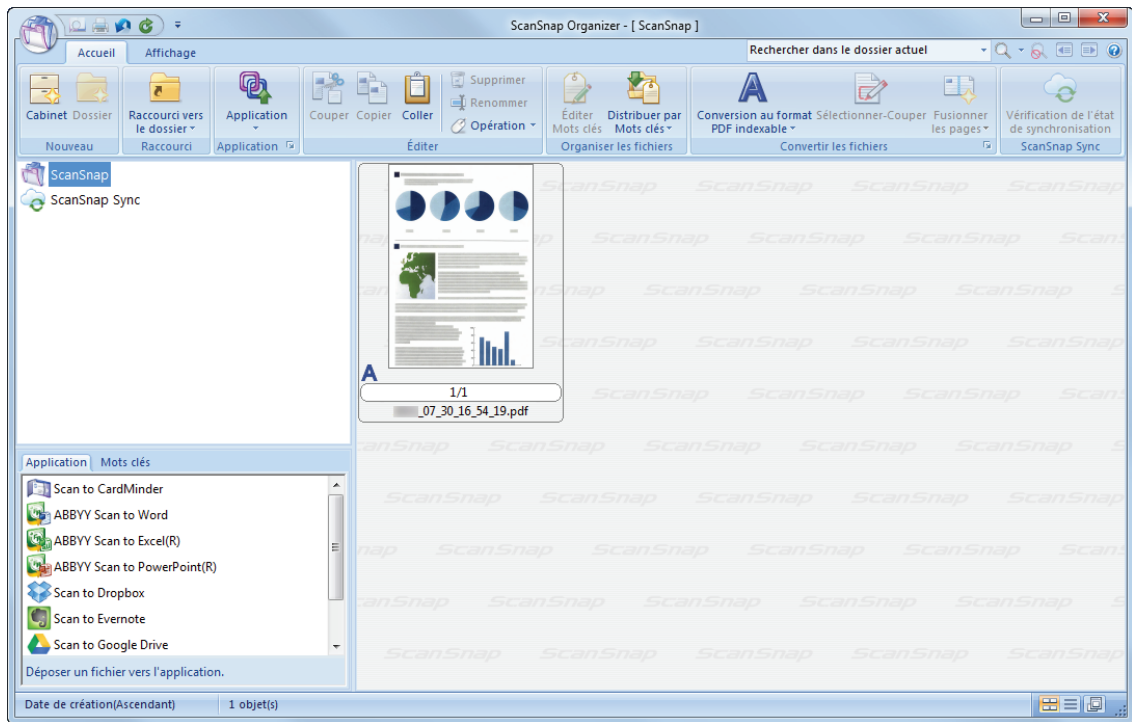 ScanSnap Organizer - [ ScanSnap ]
Accueil Affichage
Rechercher dans le dossier actuel
Cabinet Dossier
Raccourci vers
le dossier
Application
Couper Copier Coller
Supprimer
Renommer
Opération
Éditer
Mots clés
Distribuer par
Mots clés
Conversion au format
PDF indexable
Sélectionner-Couper
Fusionner
les pages
Vérification de l'état
de synchronisation
Nouveau Raccourci Application Éditer Organiser les fichiers Convertir les fichiers ScanSnap Sync
ScanSnap
ScanSnap Sync
A
1/1
_07_30_16_54_19.pdf
Application Mots clés
Scan to CardMinder
ABBYY Scan to Word
ABBYY Scan to Excel(R)
ABBYY Scan to PowerPoint(R)
Scan to Dropbox
Scan to Evernote
Scan to Google Drive
Déposer un fichier vers l'application.
Date de création(Ascendant) 1 objet(s)